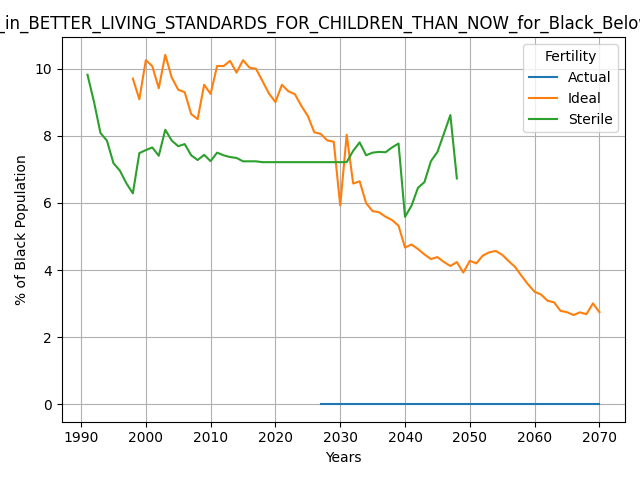 _in_BETTER_LIVING_STANDARDS_FOR_CHILDREN_THAN_NOW_for_Black_Belo
Fertility
Actual
Ideal
Sterile
% of Black Population
10
8
6
4
2
0
1990 2000 2010 2020 2030 2040 2050 2060 2070
Years